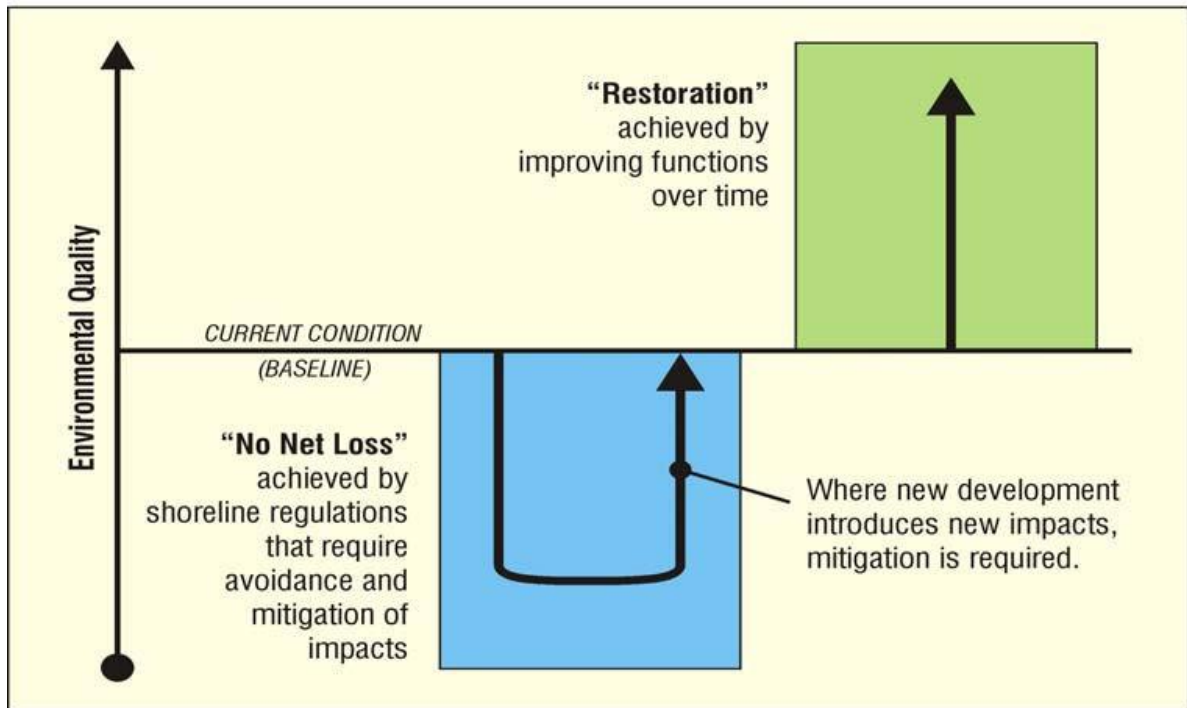 “Restoration”
achieved by
improving functions
over time
Environmental Quality
CURRENT CONDITION
(BASELINE)
“No Net Loss”
achieved by
shoreline regulations
that require
avoidance and
mitigation of
impacts
Where new development
introduces new impacts,
mitigation is required.